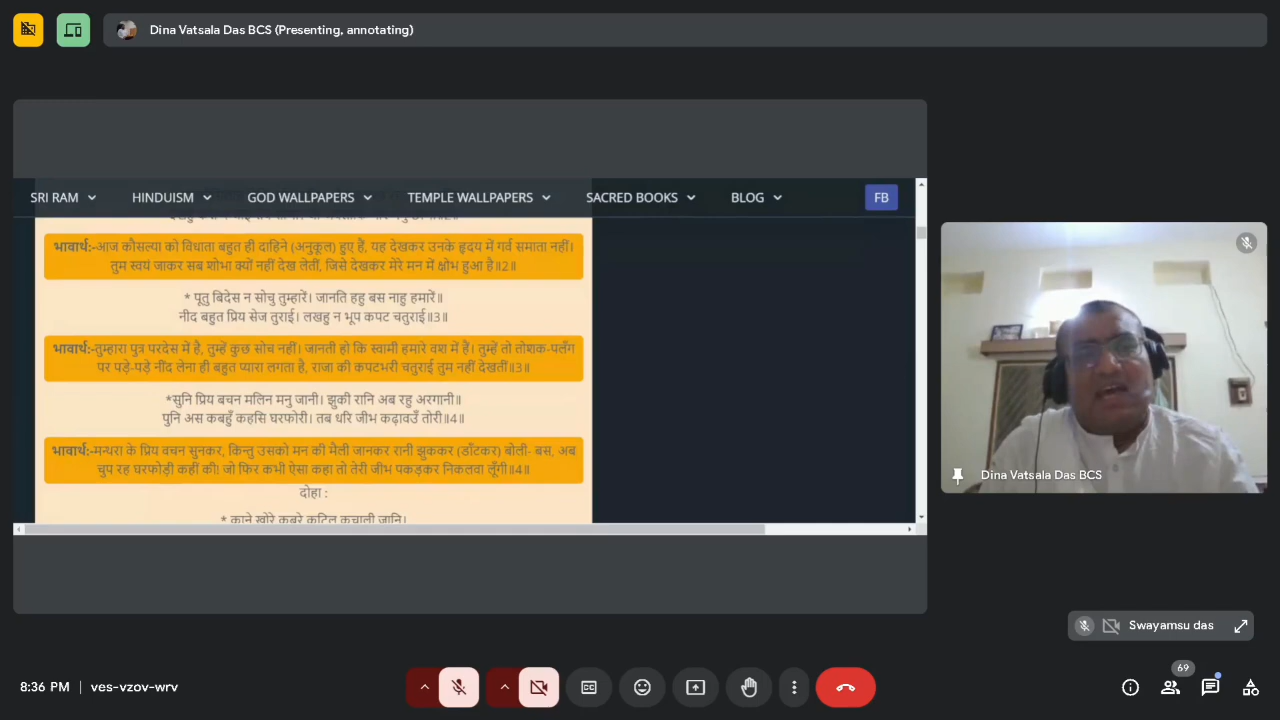 Dina Vatsala Das BCS (Presenting, annotating)
SRI RAM HINDUISM GOD WALLPAPERS TEMPLE WALLPAPERS SACRED BOOKS BLOG FB
भावार्थ:-आज कौसल्या को विधाता बहुत ही दाहिने (अनुकूल) हुए हैं, यह देखकर उनके हृदय में गर्व समाता नहीं।
तुम स्वयं जाकर सब शोभा क्यों नहीं देख लेतीं, जिसे देखकर मेरे मन में क्षोभ हुआ है॥2॥
* पूतु बिदेस न सोचु तुम्हारें। जानति हहु बस नाहु हमारें॥
नीद बहुत प्रिय सेज तुराई। लखहु न भूप कपट चतुराई॥3॥
भावार्थ:-तुम्हारा पुत्र परदेस में है, तुम्हें कुछ सोच नहीं। जानती हो कि स्वामी हमारे वश में हैं। तुम्हें तो तोशक-पलँग
पर पड़े-पड़े नींद लेना ही बहुत प्यारा लगता है, राजा की कपटभरी चतुराई तुम नहीं देखतीं॥3॥
*सुनि प्रिय बचन मलिन मनु जानी। झुकी रानि अब रहु अरगानी॥
पुनि अस कबहुँ कहसि घरफोरी। तब धरि जीभ कढ़ावउँ तोरी॥4॥
भावार्थ:-मन्थरा के प्रिय वचन सुनकर, किन्तु उसको मन की मैली जानकर रानी झुककर (डाँटकर) बोली- बस, अब
चुप रह घरफोड़ी कहीं की! जो फिर कभी ऐसा कहा तो तेरी जीभ पकड़कर निकलवा लूँगी॥4॥
दोहा :
* काने खोरे कूबरे कुटिल कुचाली जानि।
Dina Vatsala Das BCS
Swayamsu das
69
8:36 PM | ves-vzov-wrv